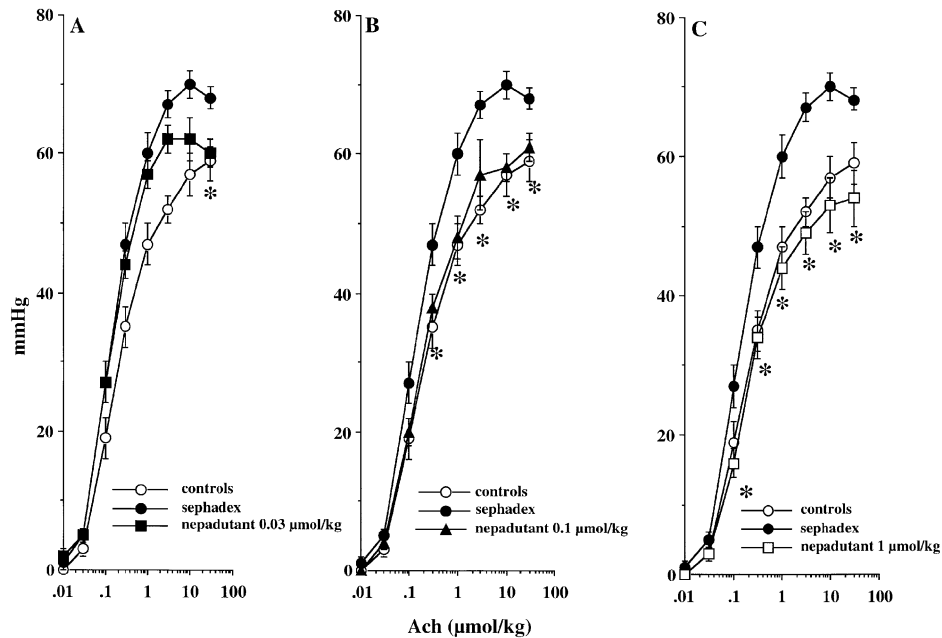 A
B
C
80
60
40
20
0
mmHg
controls
sephadex
nepadutant 0.03 μmol/kg
.01 .1 1 10 100
80
60
40
20
0
controls
sephadex
nepadutant 0.1 μmol/kg
.01 .1 1 10 100
80
60
40
20
0
controls
sephadex
nepadutant 1 μmol/kg
.01 .1 1 10 100
* * * * * * * * * * * *
Ach (μmol/kg)